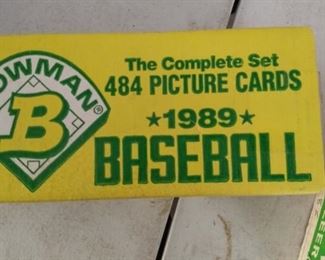 OWMAN®
B
The Complete Set
484 PICTURE CARDS
★1989★
BASEBALL